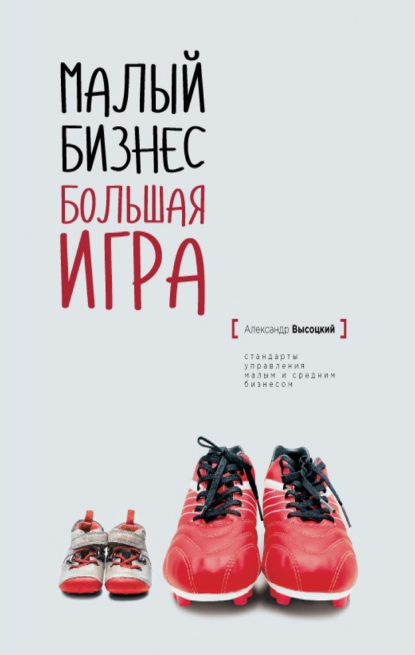 МАЛЫЙ
БИЗНЕС
БОЛЬШАЯ
ИГРА
[ Александр Высоцкий ]
стандарты
управления
малым и средним
бизнесом